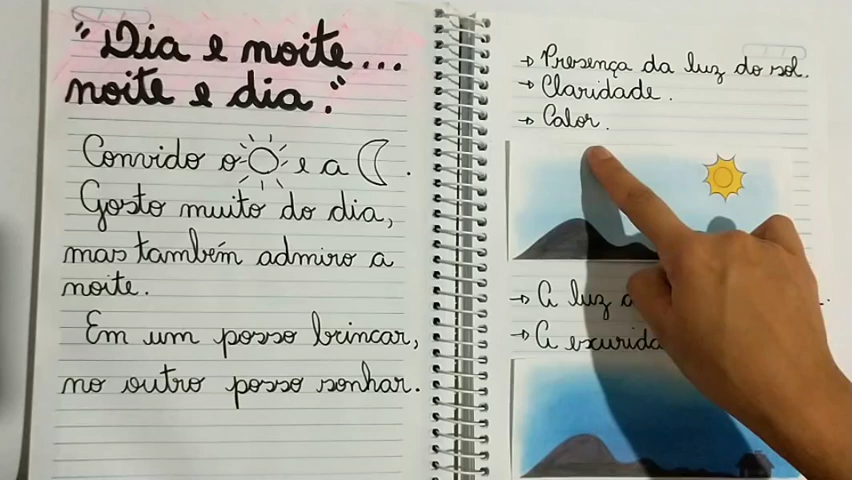 "Dia e noite...
noite e dia."
Convido o e a .
Gosto muito do dia,
mas também admiro a
noite.
Em um posso brincar,
no outro posso sonhar.
→ Presença da luz do sol.
→ Claridade.
→ Calor.
→ A luz
→ A